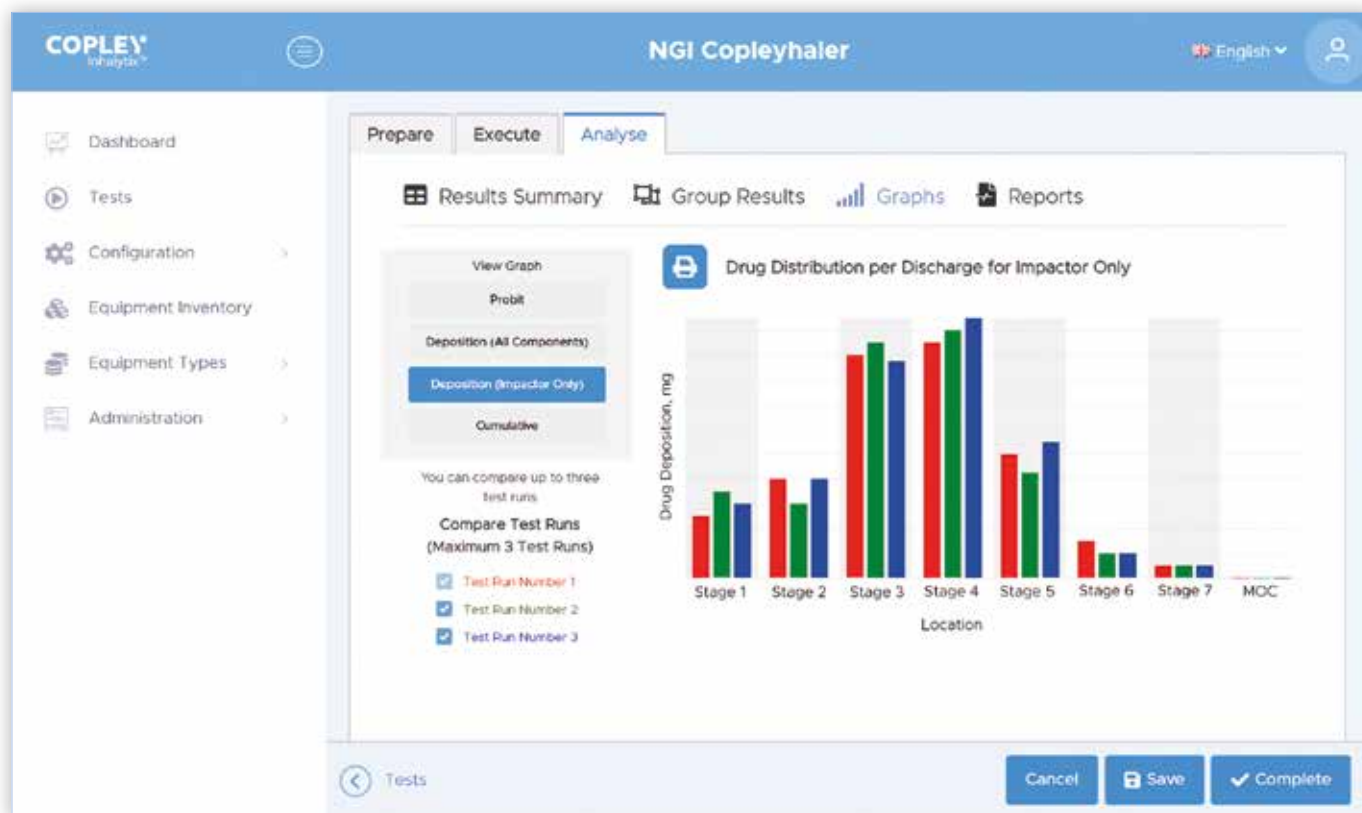 COPLEY
Inhalytix™
NGI Copleyhaler
English
Dashboard
Tests
Configuration
Equipment Inventory
Equipment Types
Administration
Prepare
Execute
Analyse
Results Summary
Group Results
Graphs
Reports
View Graph
Probit
Deposition (All Components)
Deposition (Impactor Only)
Cumulative
You can compare up to three
test runs
Compare Test Runs
(Maximum 3 Test Runs)
Test Run Number 1
Test Run Number 2
Test Run Number 3
Drug Distribution per Discharge for Impactor Only
Drug Deposition, mg
Stage 1
Stage 2
Stage 3
Stage 4
Stage 5
Stage 6
Stage 7
MOC
Location
Tests
Cancel
Save
Complete